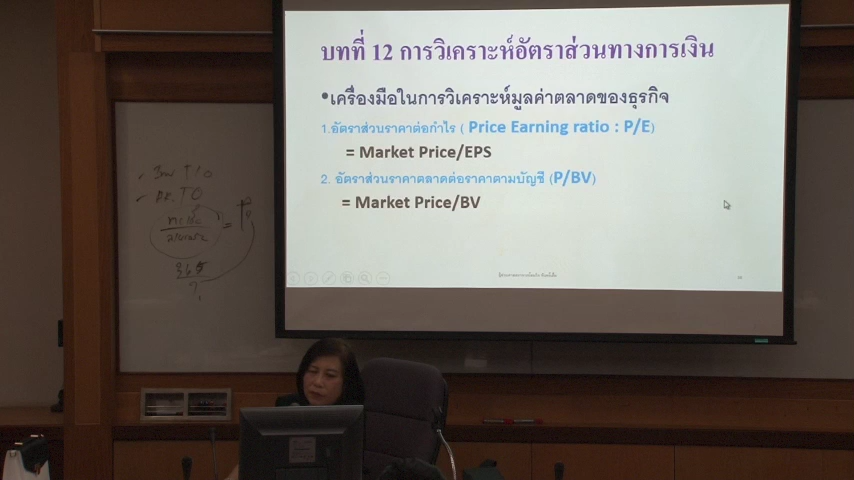 บทที่ 12 การวิเคราะห์อัตราส่วนทางการเงิน
•เครื่องมือในการวิเคราะห์มูลค่าตลาดของธุรกิจ
1.อัตราส่วนราคาต่อกำไร ( Price Earning ratio : P/E)
= Market Price/EPS
2. อัตราส่วนราคาตลาดต่อราคาตามบัญชี (P/BV)
= Market Price/BV
Inv T/O
AR. TO
=
365
?